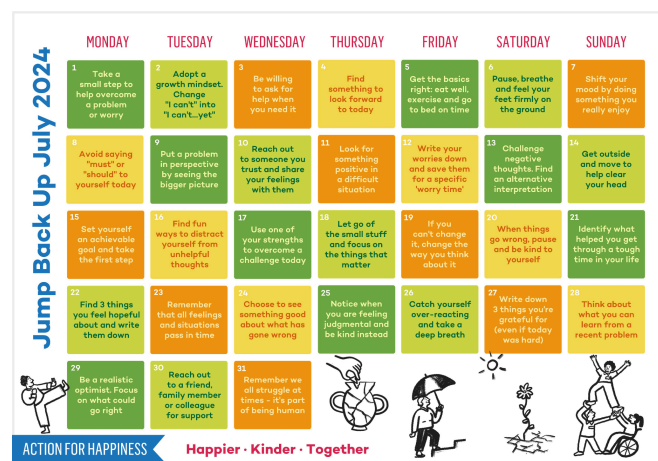 Jump Back Up July 2024
MONDAY
TUESDAY
WEDNESDAY
THURSDAY
FRIDAY
SATURDAY
SUNDAY
1
Take a
small step to
help overcome
a problem
or worry
2
Adopt a
growth mindset.
Change
"I can't" into
"I can't...yet"
3
Be willing
to ask for
help when
you need it
4
Find
something to
look forward
to today
5
Get the basics
right: eat well,
exercise and go
to bed on time
6
Pause, breathe
and feel your
feet firmly on
the ground
7
Shift your
mood by doing
something you
really enjoy
8
Avoid saying
"must" or
"should" to
yourself today
9
Put a problem
in perspective
by seeing the
bigger picture
10
Reach out
to someone you
trust and share
your feelings
with them
11
Look for
something
positive in
a difficult
situation
12
Write your
worries down
and save them
for a specific
'worry time'
13
Challenge
negative
thoughts. Find
an alternative
interpretation
14
Get outside
and move to
help clear
your head
15
Set yourself
an achievable
goal and take
the first step
16
Find fun
ways to distract
yourself from
unhelpful
thoughts
17
Use one of
your strengths
to overcome a
challenge today
18
Let go of
the small stuff
and focus on
the things that
matter
19
If you
can't change
it, change the
way you think
about it
20
When things
go wrong, pause
and be kind to
yourself
21
Identify what
helped you get
through a tough
time in your life
22
Find 3 things
you feel hopeful
about and write
them down
23
Remember
that all feelings
and situations
pass in time
24
Choose to see
something good
about what has
gone wrong
25
Notice when
you are feeling
judgmental and
be kind instead
26
Catch yourself
over-reacting
and take a
deep breath
27
Write down
3 things you're
grateful for
(even if today
was hard)
28
Think about
what you can
learn from a
recent problem
29
Be a realistic
optimist. Focus
on what could
go right
30
Reach out
to a friend,
family member
or colleague
for support
31
Remember we
all struggle at
times - it's part
of being human
ACTION FOR HAPPINESS
Happier · Kinder · Together